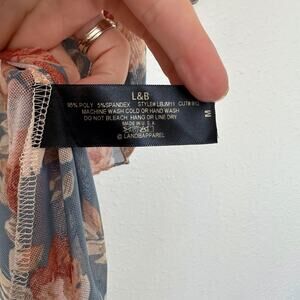 L&B
95% POLY 5% SPANDEX STYLE# LBJM11 CUT#
MACHINE WASH COLD OR HAND WASH
DO NOT BLEACH HANG OR LINE DRY
MADE IN U.S.A.
© LANDBAPPAREL
M